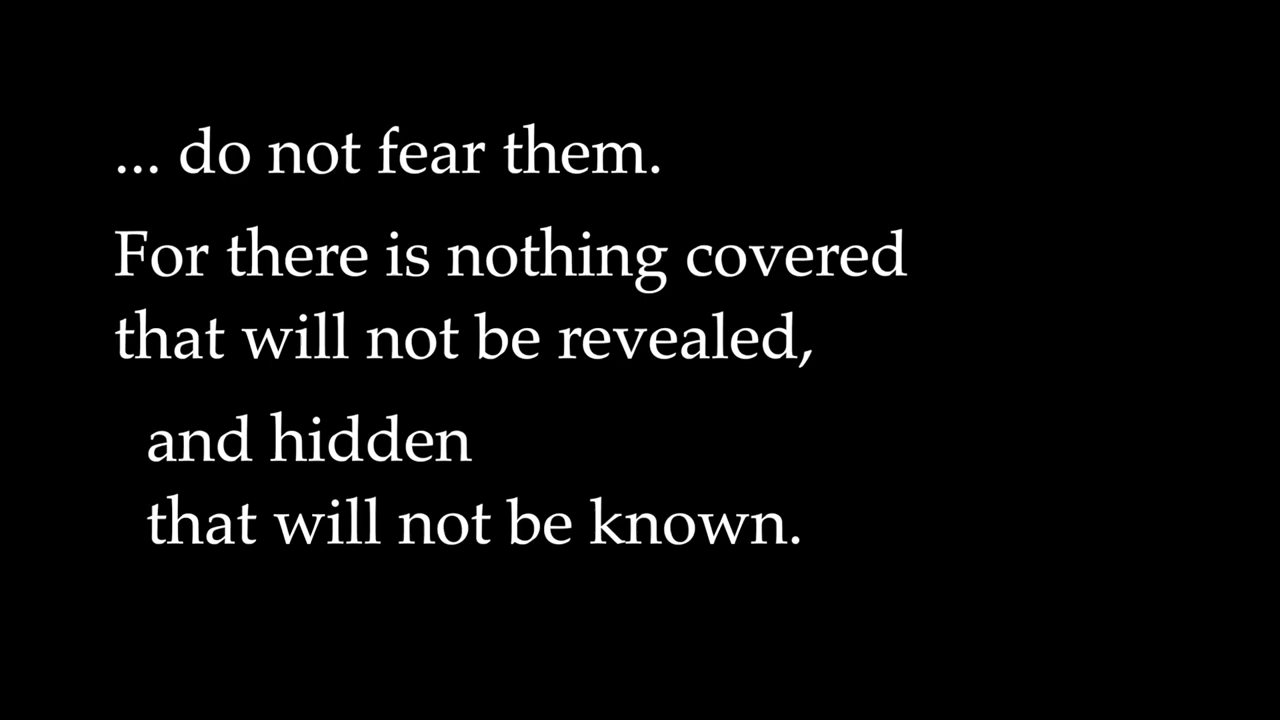 ... do not fear them.
For there is nothing covered
that will not be revealed,
and hidden
that will not be known.